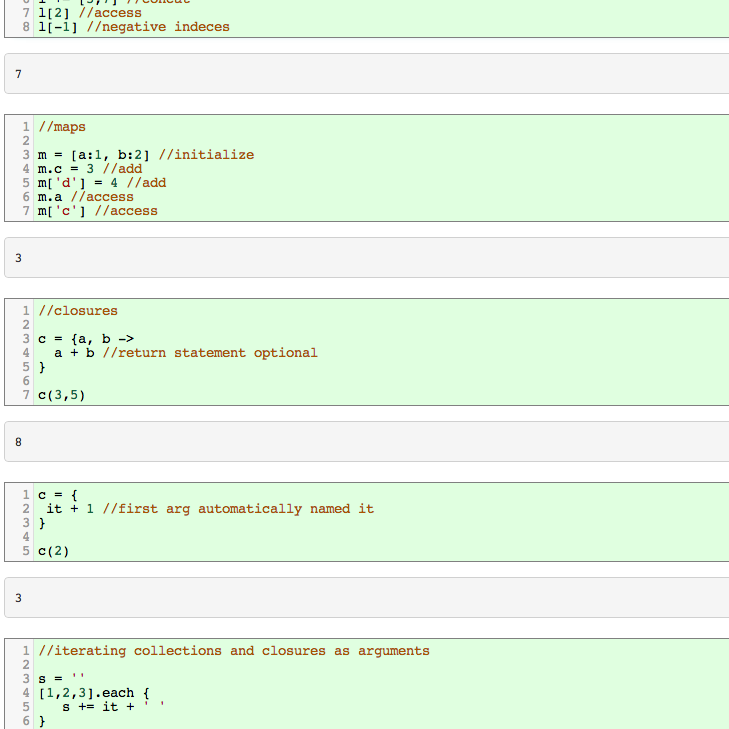 7 l[2] //access
8 l[-1] //negative indeces
7
1 //maps
2
3 m = [a:1, b:2] //initialize
4 m.c = 3 //add
5 m['d'] = 4 //add
6 m.a //access
7 m['c'] //access
3
1 //closures
2
3 c = {a, b ->
4   a + b //return statement optional
5 }
6
7 c(3,5)
8
1 c = {
2  it + 1 //first arg automatically named it
3 }
4
5 c(2)
3
1 //iterating collections and closures as arguments
2
3 s = ''
4 [1,2,3].each {
5    s += it + ' '
6 }